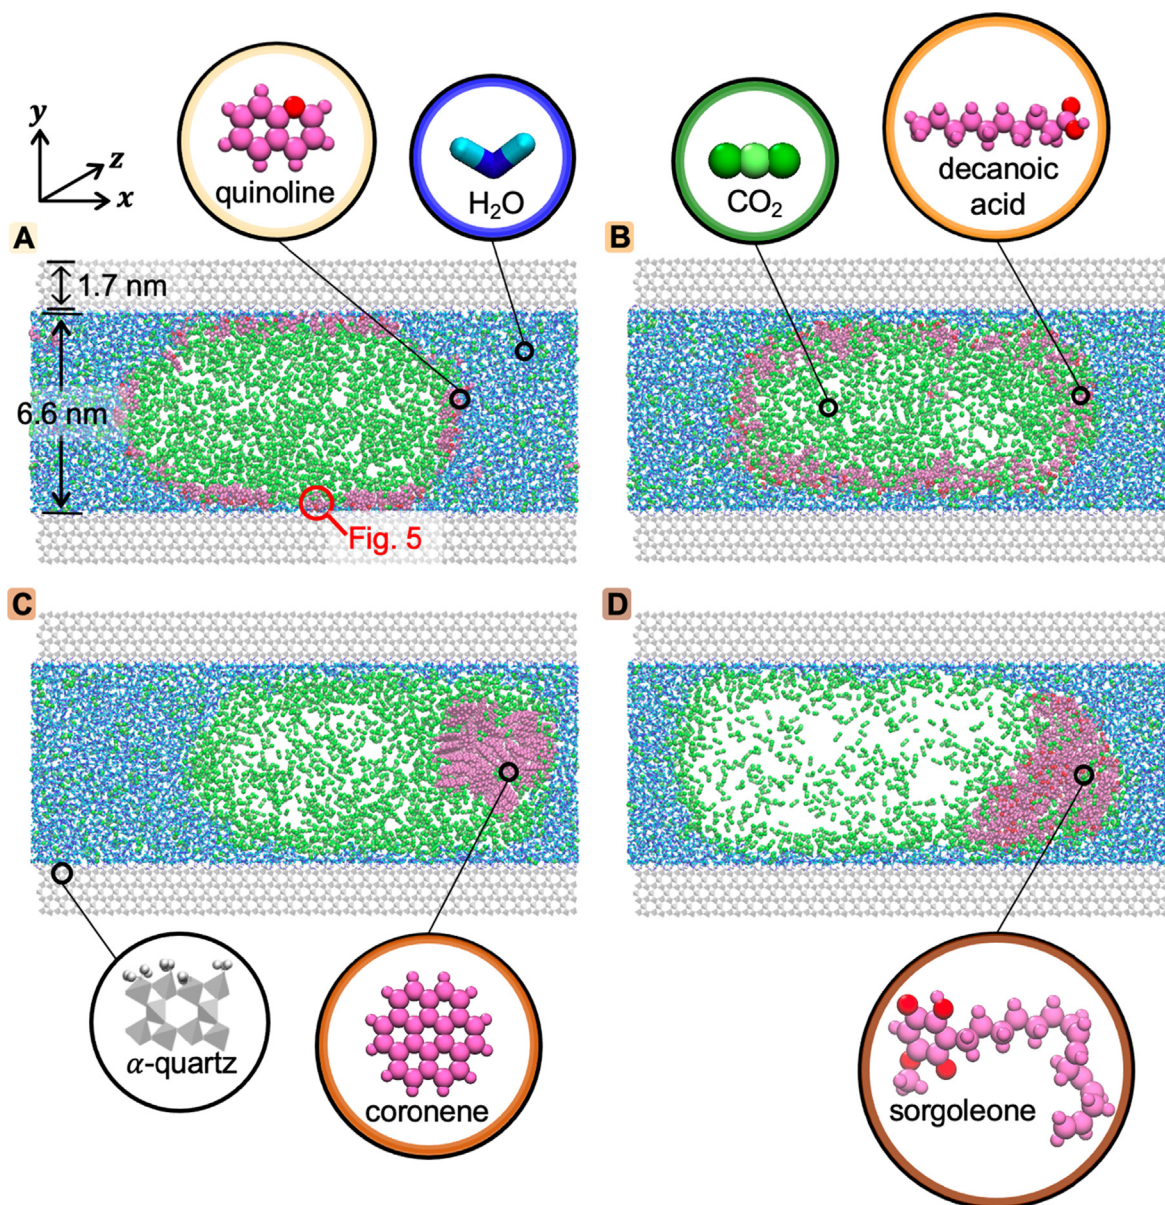 y
z
x
quinoline
H₂O
CO₂
decanoic
acid
A
B
1.7 nm
6.6 nm
Fig. 5
C
D
α-quartz
coronene
sorgoleone